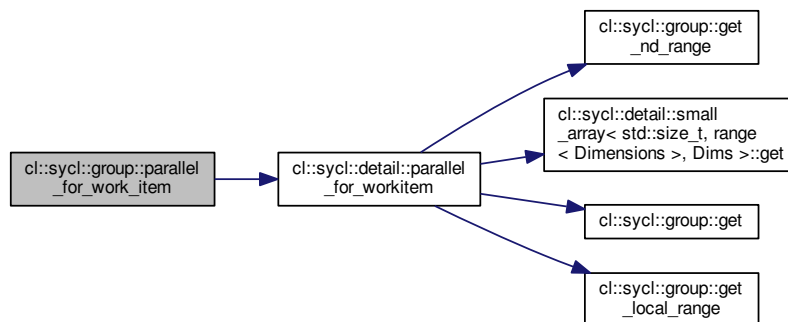 cl::sycl::group::parallel
_for_work_item
cl::sycl::detail::parallel
_for_workitem
cl::sycl::group::get
_nd_range
cl::sycl::detail::small
_array< std::size_t, range
< Dimensions >, Dims >::get
cl::sycl::group::get
cl::sycl::group::get
_local_range